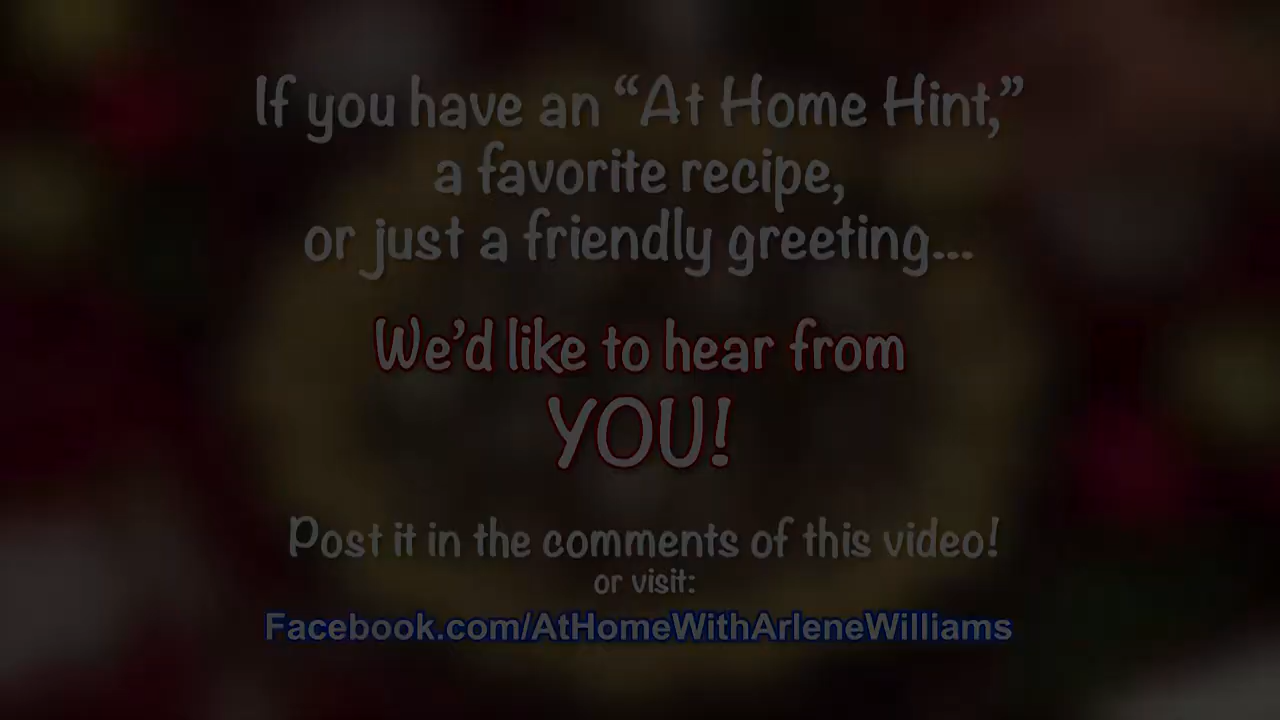 If you have an “At Home Hint,”
a favorite recipe,
or just a friendly greeting...
We’d like to hear from
YOU!
Post it in the comments of this video!
or visit:
Facebook.com/AtHomeWithArleneWilliams